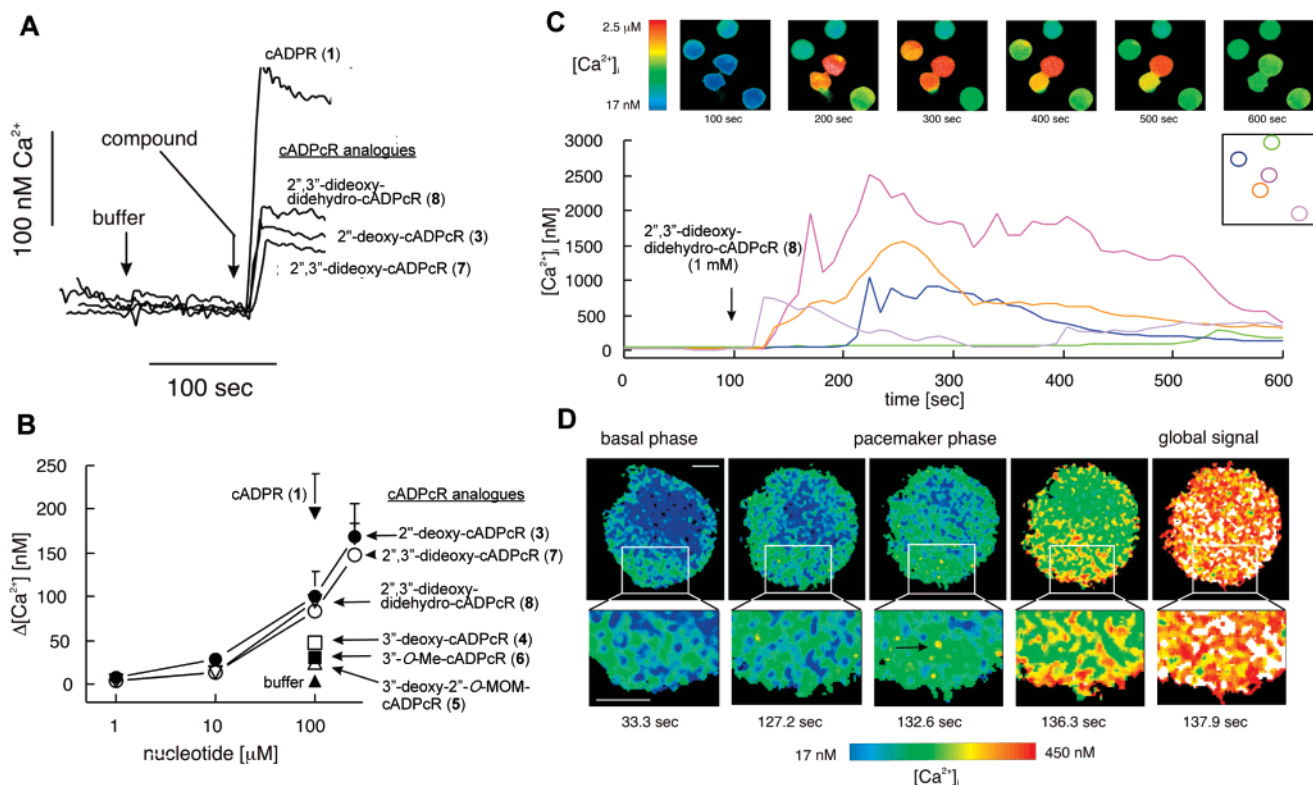 A
cADPR (1)
compound
cADPcR analogues
100 nM Ca²⁺
2",3"-dideoxy-
didehydro-cADPcR (8)
buffer
2"-deoxy-cADPcR (3)
2",3"-dideoxy-cADPcR (7)
100 sec
B
250
200
150
100
50
0
Δ[Ca²⁺] [nM]
cADPR (1)
cADPcR analogues
2"-deoxy-cADPcR (3)
2",3"-dideoxy-cADPcR (7)
2",3"-dideoxy-
didehydro-cADPcR (8)
3"-deoxy-cADPcR (4)
3"-O-Me-cADPcR (6)
buffer
3"-deoxy-2"-O-MOM-
cADPcR (5)
1
10
100
nucleotide [μM]
C
2.5 μM
[Ca²⁺]i
17 nM
100 sec
200 sec
300 sec
400 sec
500 sec
600 sec
3000
2500
2000
1500
1000
500
0
[Ca²⁺]i [nM]
2",3"-dideoxy-
didehydro-cADPcR (8)
(1 mM)
0
100
200
300
400
500
600
time [sec]
D
basal phase
pacemaker phase
global signal
33.3 sec
127.2 sec
132.6 sec
136.3 sec
137.9 sec
17 nM
450 nM
[Ca²⁺]i